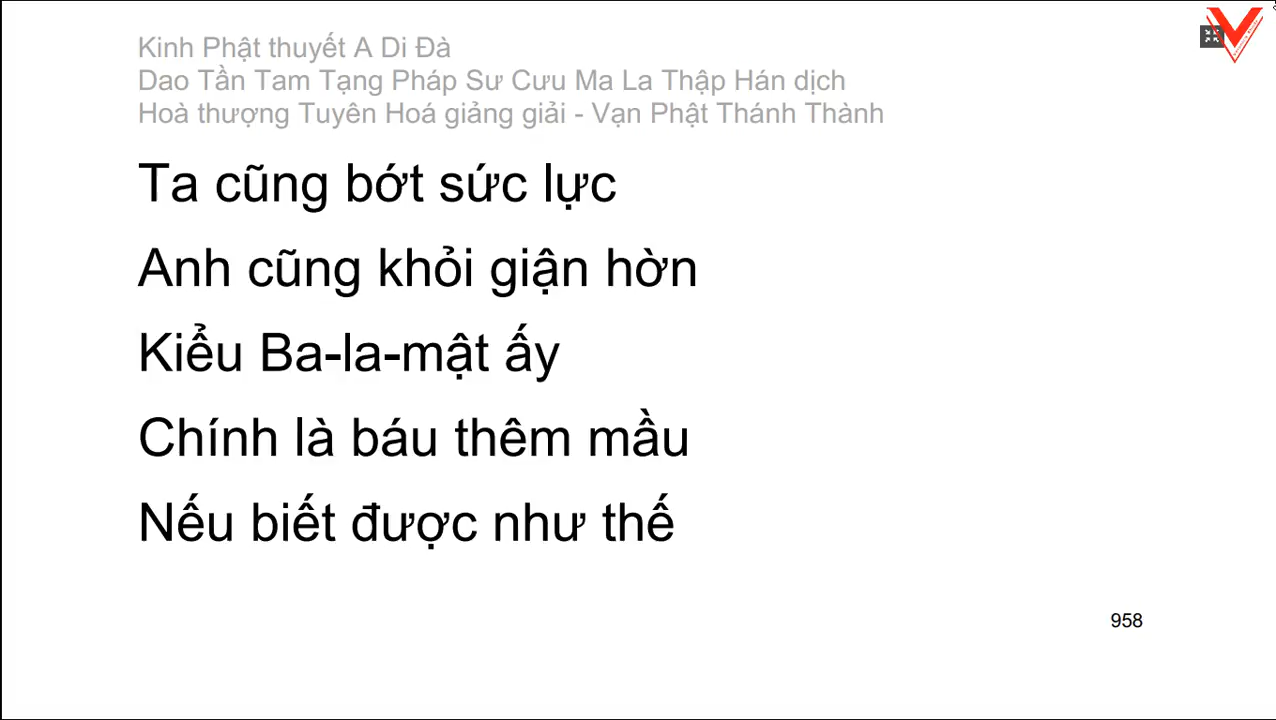 Kinh Phật thuyết A Di Đà
Dao Tần Tam Tạng Pháp Sư Cưu Ma La Thập Hán dịch
Hoà thượng Tuyên Hoá giảng giải - Vạn Phật Thánh Thành
Ta cũng bớt sức lực
Anh cũng khỏi giận hờn
Kiểu Ba-la-mật ấy
Chính là báu thêm mầu
Nếu biết được như thế
958